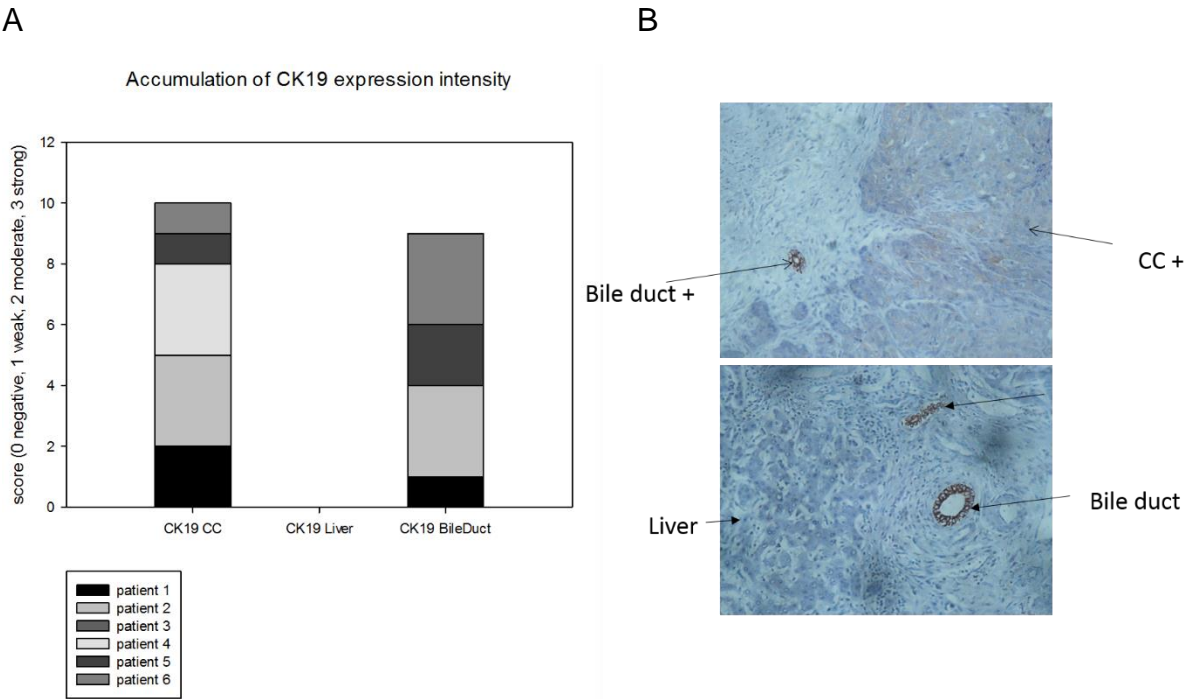 A
B
Accumulation of CK19 expression intensity
score (0 negative, 1 weak, 2 moderate, 3 strong)
12
10
8
6
4
2
0
CK19 CC
CK19 Liver
CK19 BileDuct
patient 1
patient 2
patient 3
patient 4
patient 5
patient 6
Bile duct +
CC +
Liver
Bile duct